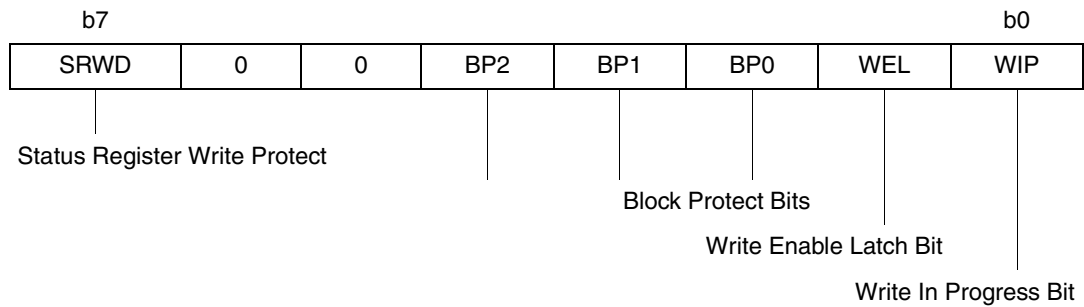 b7 b0
SRWD 0 0 BP2 BP1 BP0 WEL WIP
Status Register Write Protect
Block Protect Bits
Write Enable Latch Bit
Write In Progress Bit